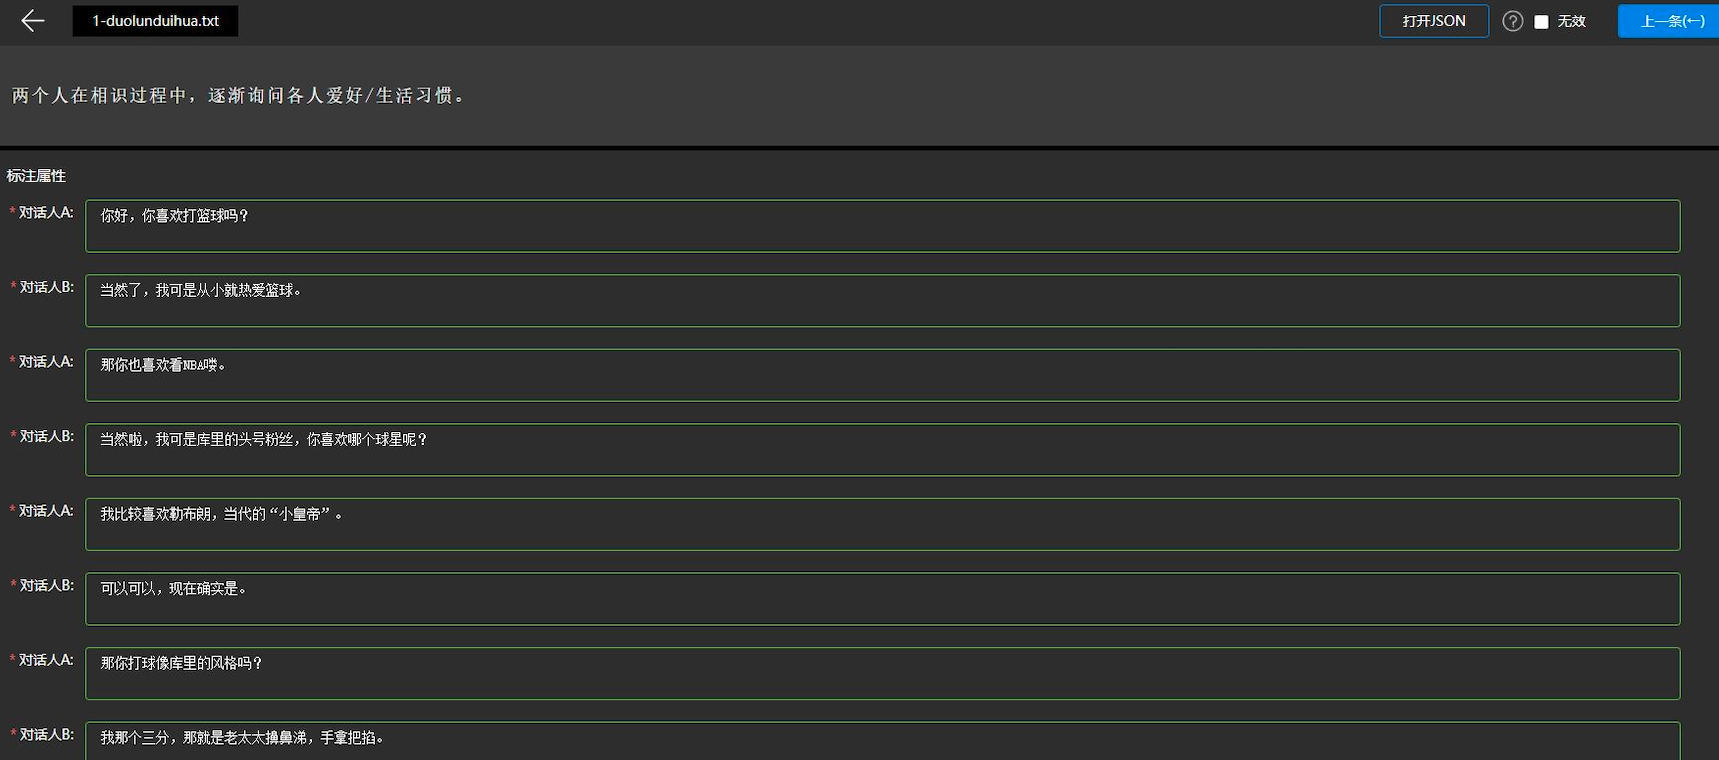 1-duolunduihua.txt
打开JSON
?
无效
上一条(←)
两个人在相识过程中，逐渐询问各人爱好/生活习惯。
标注属性
* 对话人A:
你好，你喜欢打篮球吗？
* 对话人B:
当然了，我可是从小就热爱篮球。
* 对话人A:
那你也喜欢看NBA喽。
* 对话人B:
当然啦，我可是库里的头号粉丝，你喜欢哪个球星呢？
* 对话人A:
我比较喜欢勒布朗，当代的“小皇帝”。
* 对话人B:
可以可以，现在确实是。
* 对话人A:
那你打球像库里的风格吗？
* 对话人B:
我那个三分，那就是老太太擤鼻涕，手拿把掐。